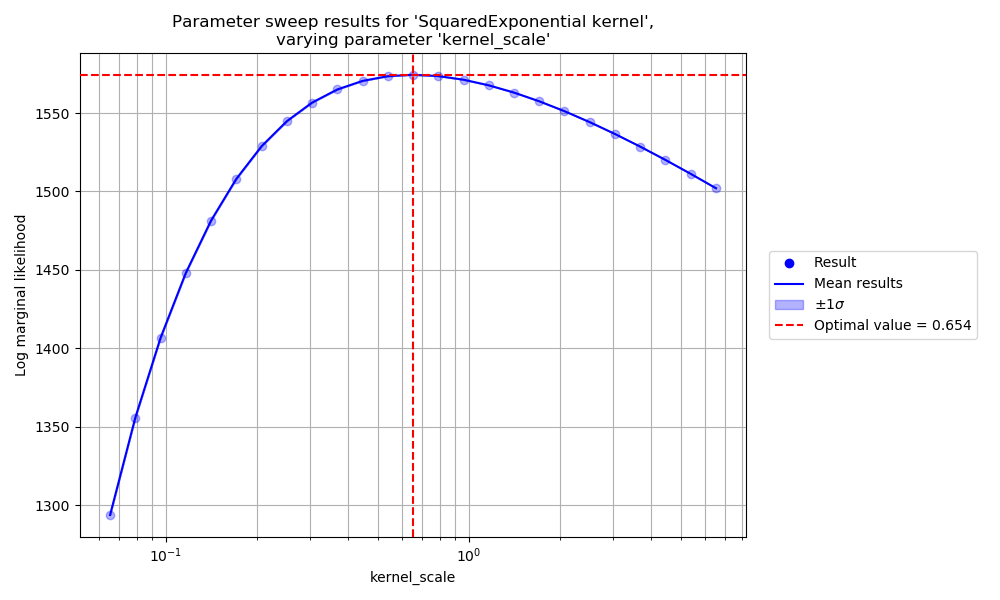 Parameter sweep results for 'SquaredExponential kernel',
varying parameter 'kernel_scale'
Log marginal likelihood
1550
1500
1450
1400
1350
1300
10⁻¹
10⁰
kernel_scale
Result
Mean results
±1σ
Optimal value = 0.654